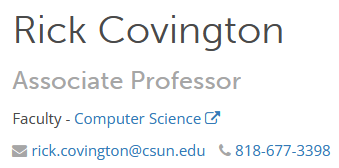 Rick Covington
Associate Professor
Faculty - Computer Science
rick.covington@csun.edu 818-677-3398